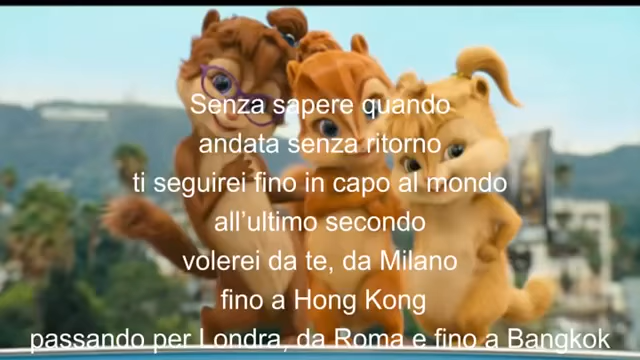 Senza sapere quando
andata senza ritorno
ti seguirei fino in capo al mondo
all'ultimo secondo
volerei da te, da Milano
fino a Hong Kong
passando per Londra, da Roma e fino a Bangkok